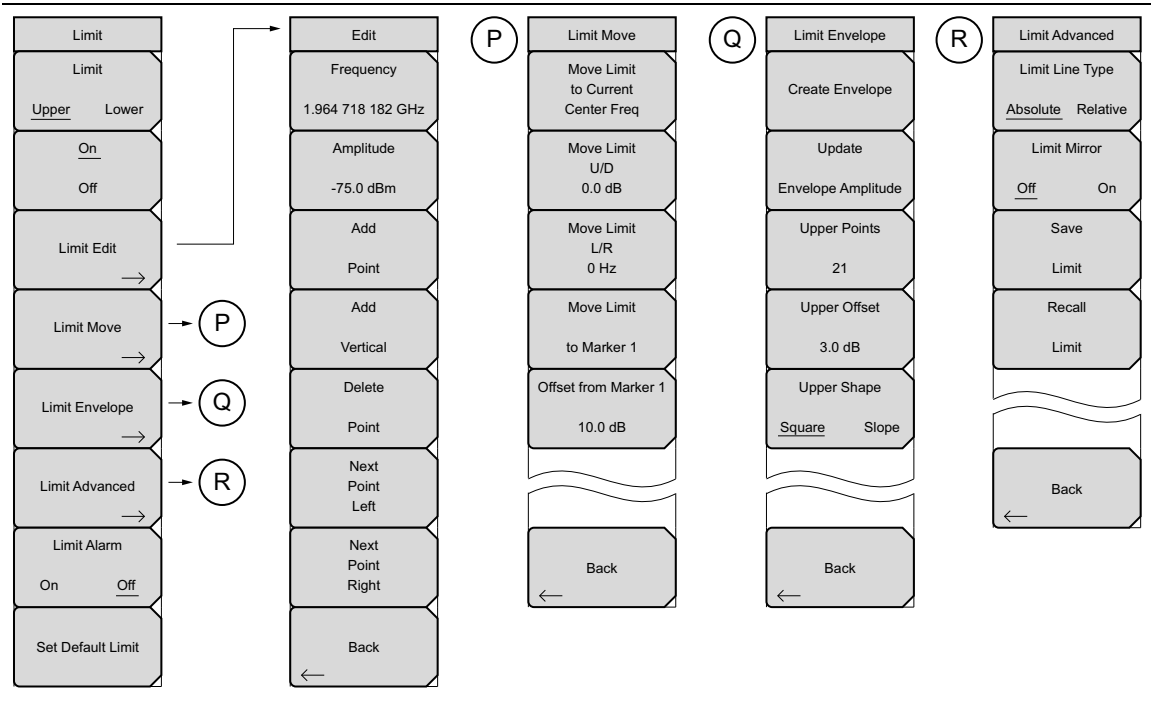 Limit
Limit
Upper Lower
On
Off
Limit Edit
Limit Move
Limit Envelope
Limit Advanced
Limit Alarm
On Off
Set Default Limit
P
Q
R
Edit
Frequency
1.964 718 182 GHz
Amplitude
-75.0 dBm
Add
Point
Add
Vertical
Delete
Point
Next
Point
Left
Next
Point
Right
Back
P
Limit Move
Move Limit
to Current
Center Freq
Move Limit
U/D
0.0 dB
Move Limit
L/R
0 Hz
Move Limit
to Marker 1
Offset from Marker 1
10.0 dB
Back
Q
Limit Envelope
Create Envelope
Update
Envelope Amplitude
Upper Points
21
Upper Offset
3.0 dB
Upper Shape
Square Slope
Back
R
Limit Advanced
Limit Line Type
Absolute Relative
Limit Mirror
Off On
Save
Limit
Recall
Limit
Back